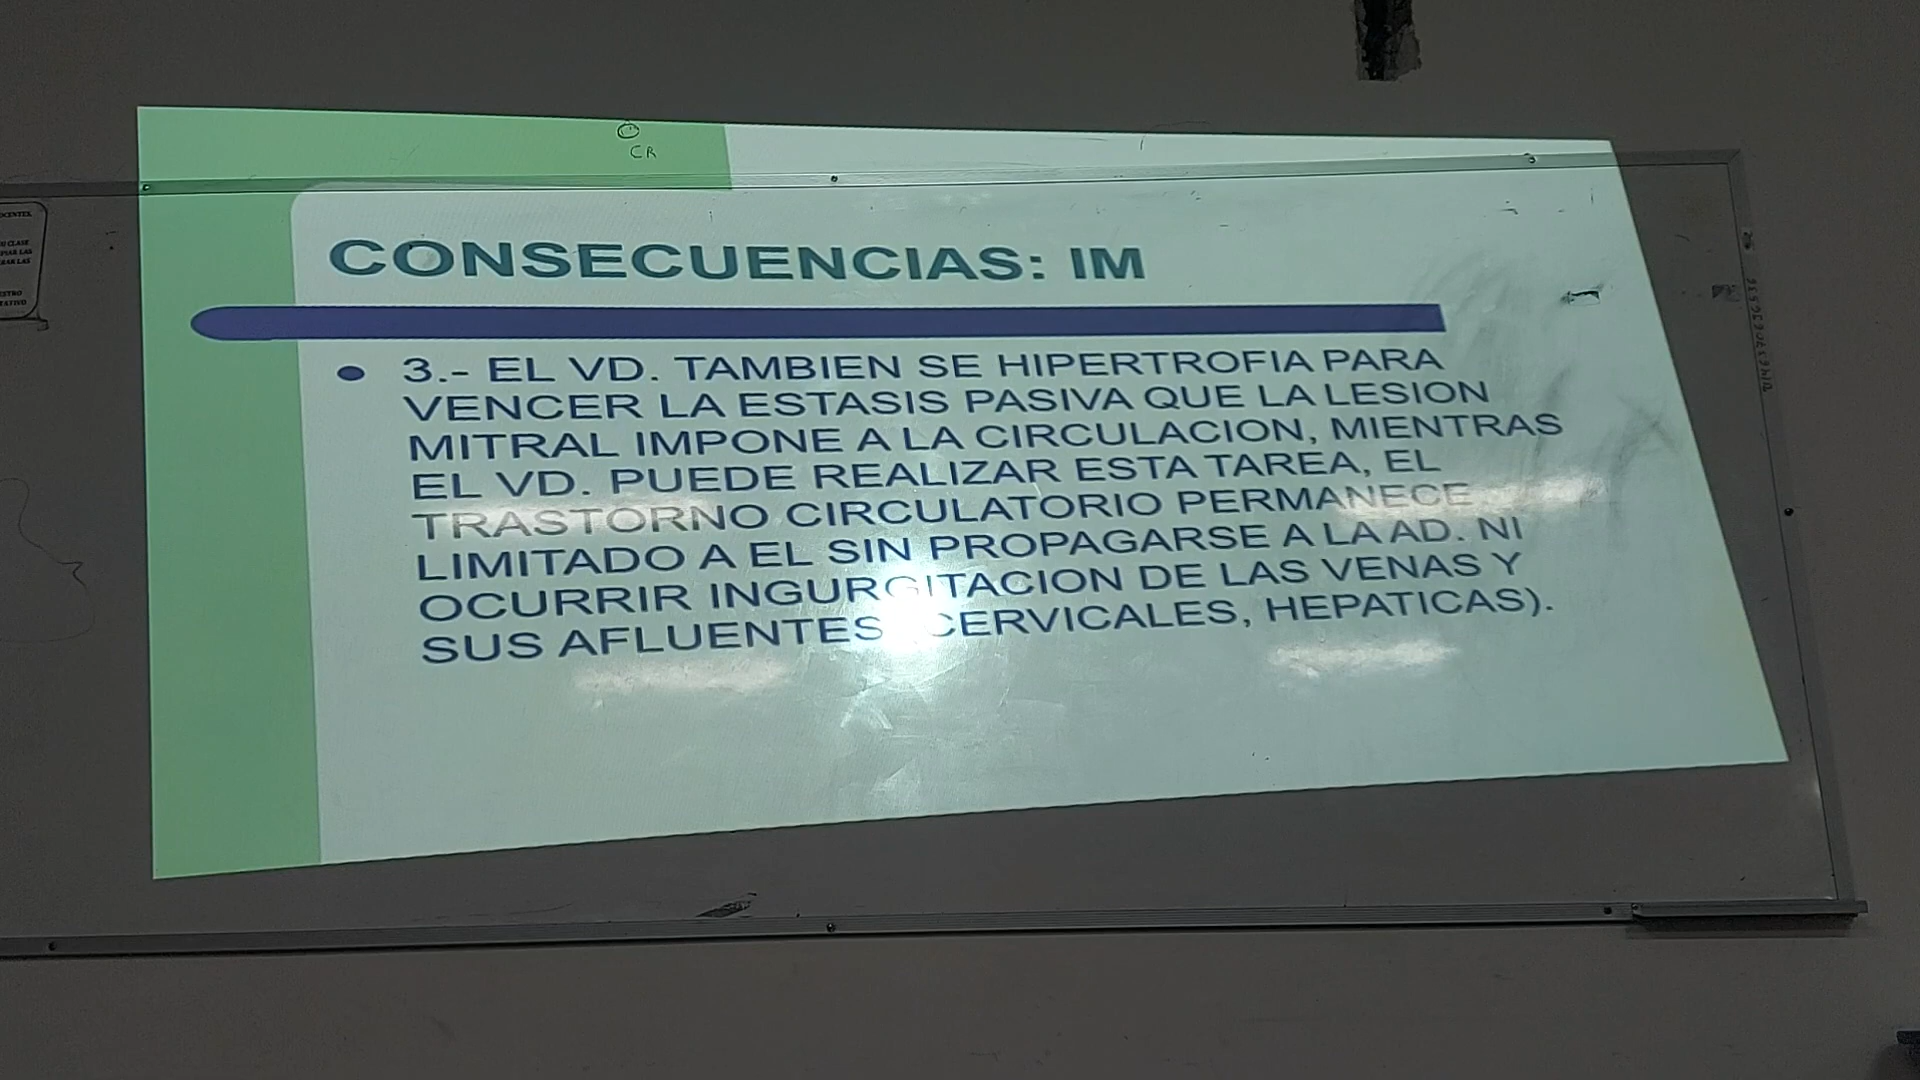 CR
CONSECUENCIAS: IM
3.- EL VD. TAMBIEN SE HIPERTROFIA PARA
VENCER LA ESTASIS PASIVA QUE LA LESION
MITRAL IMPONE A LA CIRCULACION, MIENTRAS
EL VD. PUEDE REALIZAR ESTA TAREA, EL
TRASTORNO CIRCULATORIO PERMANECE
LIMITADO A EL SIN PROPAGARSE A LA AD. NI
OCURRIR INGURGITACION DE LAS VENAS Y
SUS AFLUENTES (CERVICALES, HEPATICAS).